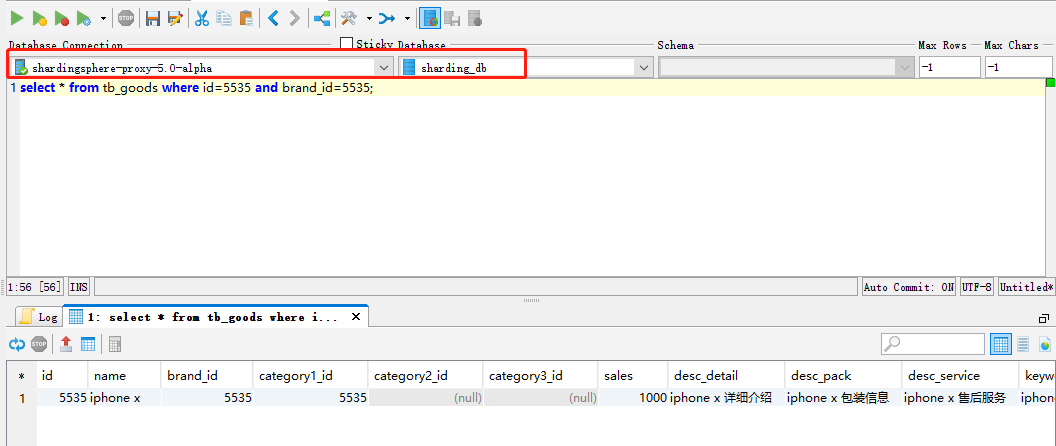 STOP
Database Connection Sticky Database Schema Max Rows Max Chars
shardingsphere-proxy-5.0-alpha sharding_db -1 -1
1 select * from tb_goods where id=5535 and brand_id=5535;
1:56 [56] INS Auto Commit: ON UTF-8 Untitled*
Log 1: select * from tb_goods where i... ×
STOP
* id name brand_id category1_id category2_id category3_id sales desc_detail desc_pack desc_service keyw
1 5535 iphone x 5535 5535 (null) (null) 1000 iphone x 详细介绍 iphone x 包装信息 iphone x 售后服务 iphon